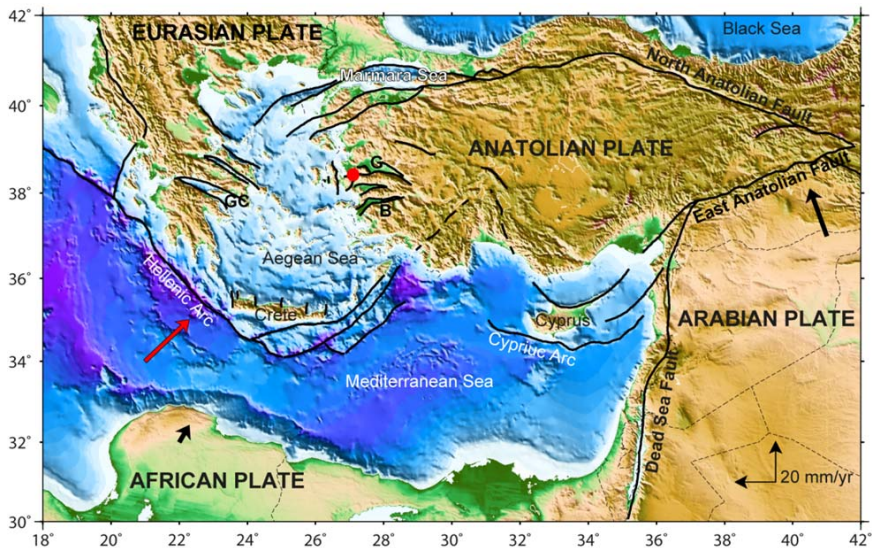 42°
40°
38°
36°
34°
32°
30°
EURASIAN PLATE
Black Sea
Marmara Sea
North Anatolian Fault
ANATOLIAN PLATE
G
GC
B
East Anatolian Fault
Aegean Sea
Hellenic Arc
Crete
Cyprus
Cypriuc Arc
ARABIAN PLATE
Mediterranean Sea
Dead Sea Fault
AFRICAN PLATE
20 mm/yr
18 20 22 24 26 28 30 32 34 36 38 40 42